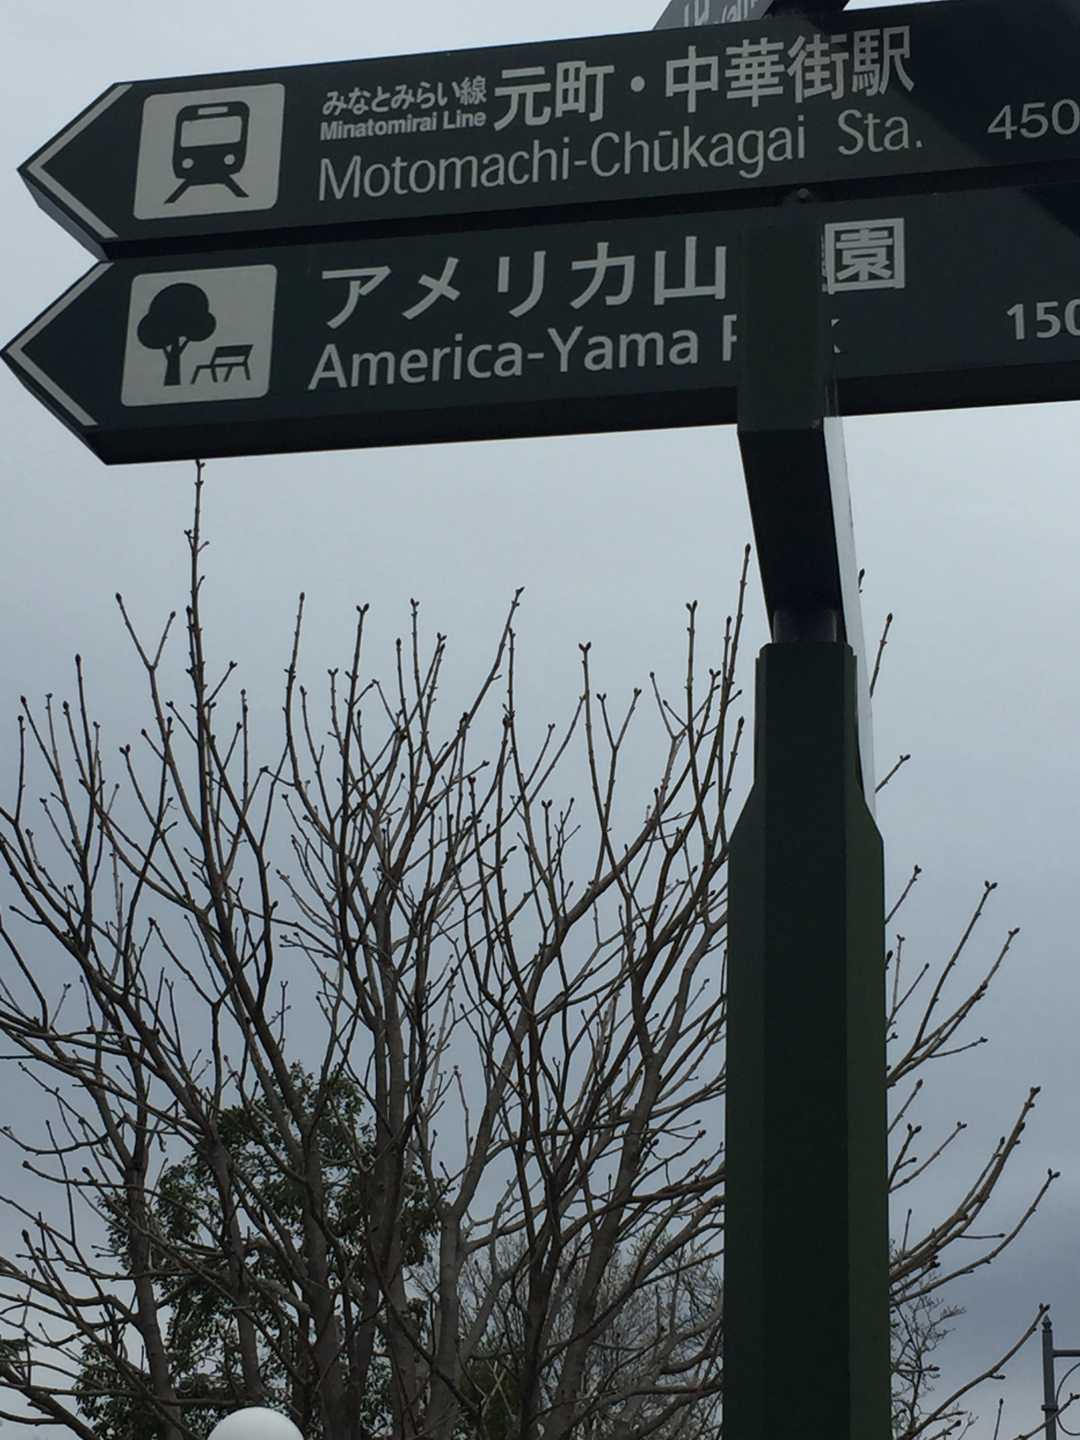 みなとみらい線 元町・中華街駅
Minatomirai Line
Motomachi-Chūkagai Sta. 450
アメリカ山 園
America-Yama 150